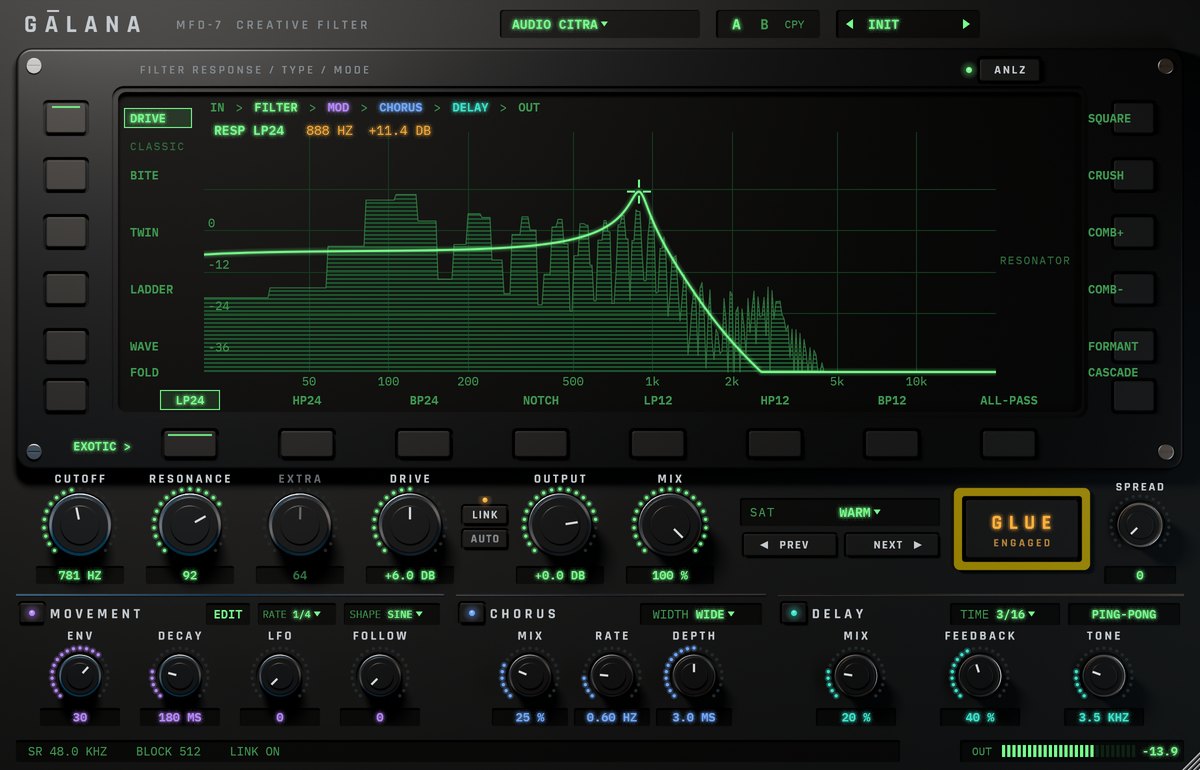 GĀLANA MFD-7 CREATIVE FILTER AUDIO CITRA A B CPY INIT
FILTER RESPONSE / TYPE / MODE ANLZ
IN > FILTER > MOD > CHORUS > DELAY > OUT
DRIVE SQUARE
RESP LP24 888 HZ +11.4 DB
CLASSIC
BITE CRUSH
0
TWIN COMB+
-12 RESONATOR
LADDER COMB-
-24
WAVE -36 FORMANT
FOLD CASCADE
50 100 200 500 1k 2k 5k 10k
LP24 HP24 BP24 NOTCH LP12 HP12 BP12 ALL-PASS
EXOTIC >
CUTOFF RESONANCE EXTRA DRIVE OUTPUT MIX SPREAD
LINK SAT WARM GLUE
AUTO PREV NEXT ENGAGED
781 HZ 92 64 +6.0 DB +0.0 DB 100 % 0
MOVEMENT EDIT RATE 1/4 SHAPE SINE CHORUS WIDTH WIDE DELAY TIME 3/16 PING-PONG
ENV DECAY LFO FOLLOW MIX RATE DEPTH MIX FEEDBACK TONE
30 180 MS 0 0 25 % 0.60 HZ 3.0 MS 20 % 40 % 3.5 KHZ
SR 48.0 KHZ BLOCK 512 LINK ON OUT -13.9